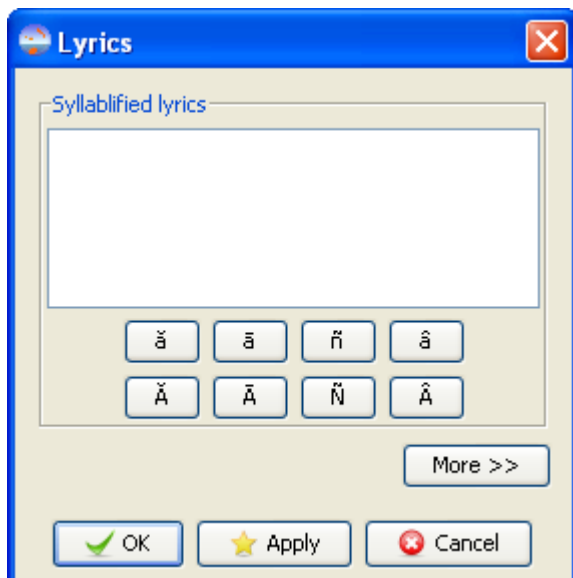 Lyrics
Syllablified lyrics
ă ā ñ â
Ă Ā Ñ Â
More >>
OK Apply Cancel